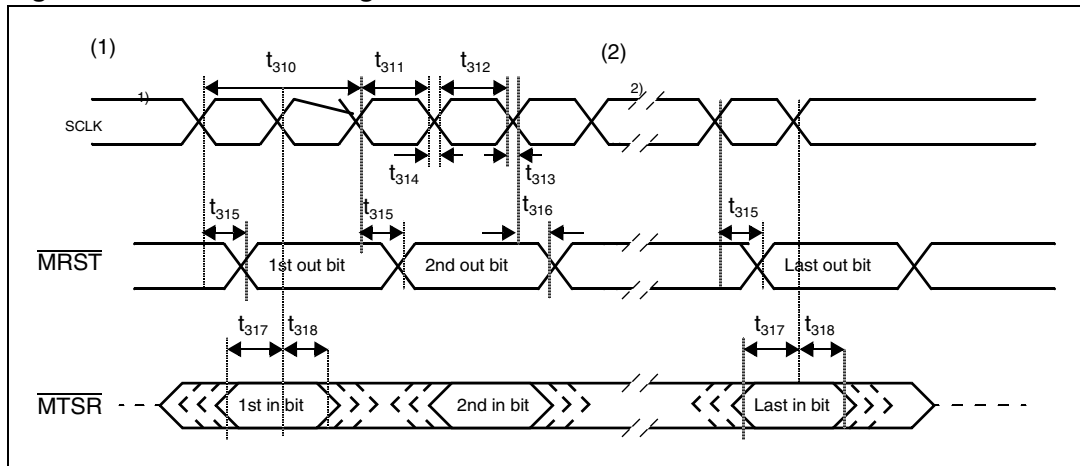 (1) (2)
t310 t311 t312
1) 2)
SCLK
t314 t313
t315 t315 t316 t315
MRST 1st out bit 2nd out bit Last out bit
t317 t318 t317 t318
MTSR 1st in bit 2nd in bit Last in bit